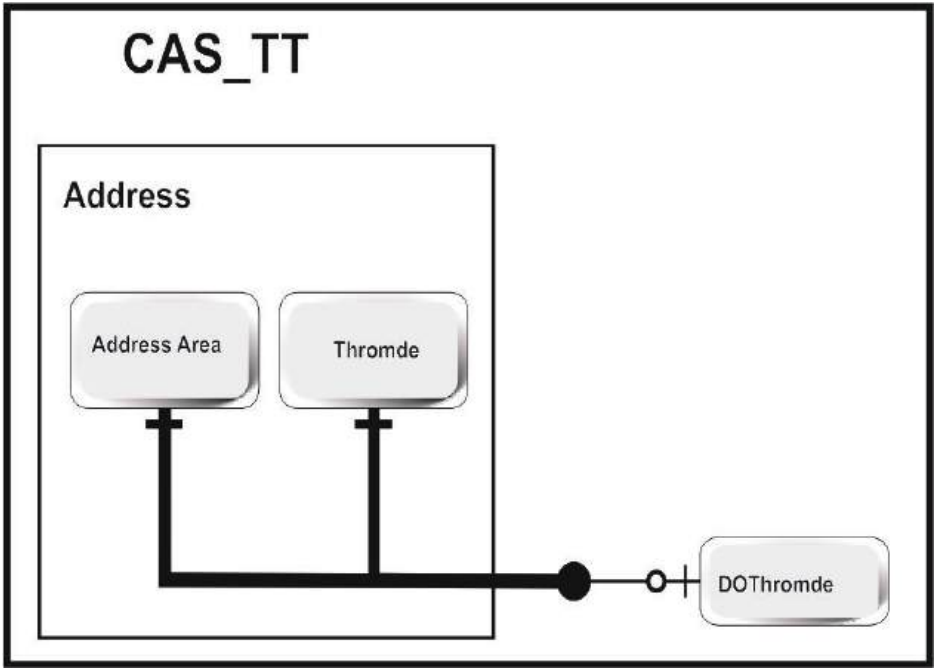 CAS_TT
Address
Address Area
Thromde
DOThromde